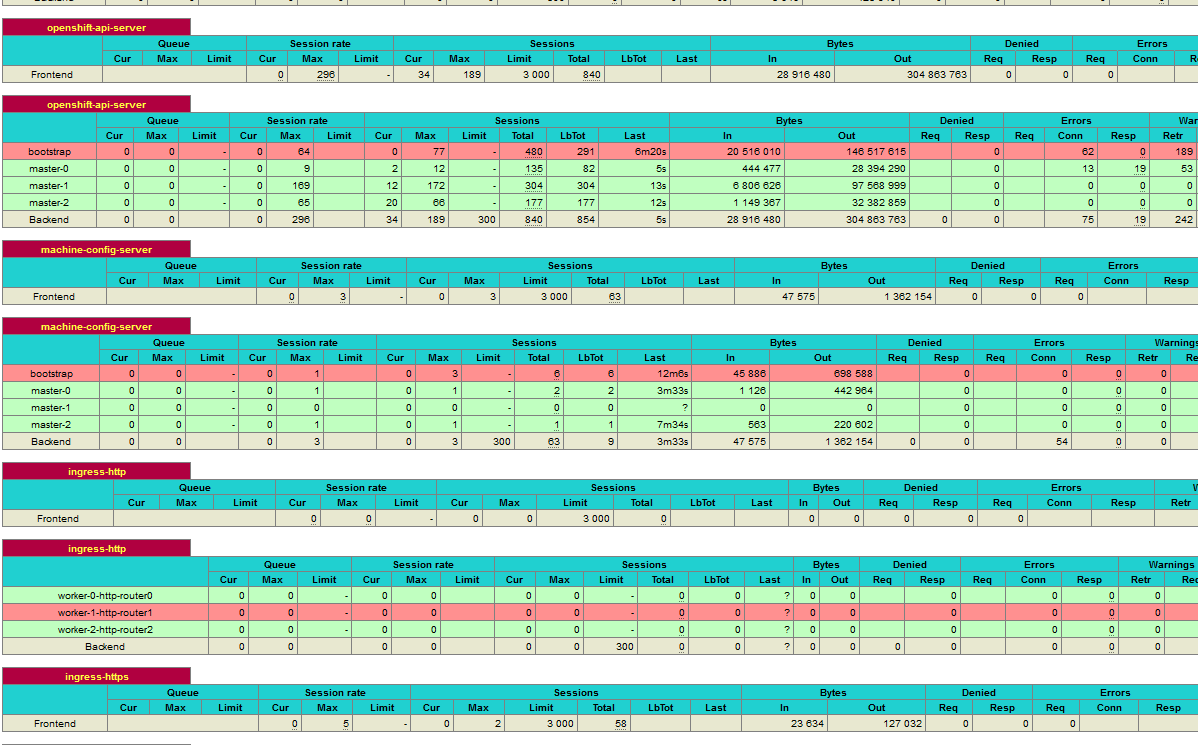 openshift-api-server
Queue Session rate Sessions Bytes Denied Errors
Cur Max Limit Cur Max Limit Cur Max Limit Total LbTot Last In Out Req Resp Req Conn R
Frontend 0 296 - 34 189 3 000 840 28 916 480 304 863 763 0 0 0
openshift-api-server
Queue Session rate Sessions Bytes Denied Errors War
Cur Max Limit Cur Max Limit Cur Max Limit Total LbTot Last In Out Req Resp Req Conn Resp Retr
bootstrap 0 0 - 0 64 0 77 - 480 291 6m20s 20 516 010 146 517 615 0 62 0 189
master-0 0 0 - 0 9 2 12 - 135 82 5s 444 477 28 394 290 0 13 19 53
master-1 0 0 - 0 169 12 172 - 304 304 13s 6 806 626 97 568 999 0 0 0 0
master-2 0 0 - 0 65 20 66 - 177 177 12s 1 149 367 32 382 859 0 0 0 0
Backend 0 0 0 296 34 189 300 840 854 5s 28 916 480 304 863 763 0 0 75 19 242
machine-config-server
Queue Session rate Sessions Bytes Denied Errors
Cur Max Limit Cur Max Limit Cur Max Limit Total LbTot Last In Out Req Resp Req Conn Resp
Frontend 0 3 - 0 3 3 000 63 47 575 1 362 154 0 0 0
machine-config-server
Queue Session rate Sessions Bytes Denied Errors Warnings
Cur Max Limit Cur Max Limit Cur Max Limit Total LbTot Last In Out Req Resp Req Conn Resp Retr Re
bootstrap 0 0 - 0 1 0 3 - 6 6 12m6s 45 886 698 588 0 0 0 0
master-0 0 0 - 0 1 0 1 - 2 2 3m33s 1 126 442 964 0 0 0 0
master-1 0 0 - 0 0 0 0 - 0 0 ? 0 0 0 0 0 0
master-2 0 0 - 0 1 0 1 - 1 1 7m34s 563 220 602 0 0 0 0
Backend 0 0 0 3 0 3 300 63 9 3m33s 47 575 1 362 154 0 0 54 0 0
ingress-http
Queue Session rate Sessions Bytes Denied Errors W
Cur Max Limit Cur Max Limit Cur Max Limit Total LbTot Last In Out Req Resp Req Conn Resp Retr
Frontend 0 0 - 0 0 3 000 0 0 0 0 0 0
ingress-http
Queue Session rate Sessions Bytes Denied Errors Warnings
Cur Max Limit Cur Max Limit Cur Max Limit Total LbTot Last In Out Req Resp Req Conn Resp Retr Red
worker-0-http-router0 0 0 - 0 0 0 0 - 0 0 ? 0 0 0 0 0 0
worker-1-http-router1 0 0 - 0 0 0 0 - 0 0 ? 0 0 0 0 0 0
worker-2-http-router2 0 0 - 0 0 0 0 - 0 0 ? 0 0 0 0 0 0
Backend 0 0 0 0 0 0 300 0 0 ? 0 0 0 0 0 0 0
ingress-https
Queue Session rate Sessions Bytes Denied Errors
Cur Max Limit Cur Max Limit Cur Max Limit Total LbTot Last In Out Req Resp Req Conn Resp
Frontend 0 5 - 0 2 3 000 58 23 634 127 032 0 0 0